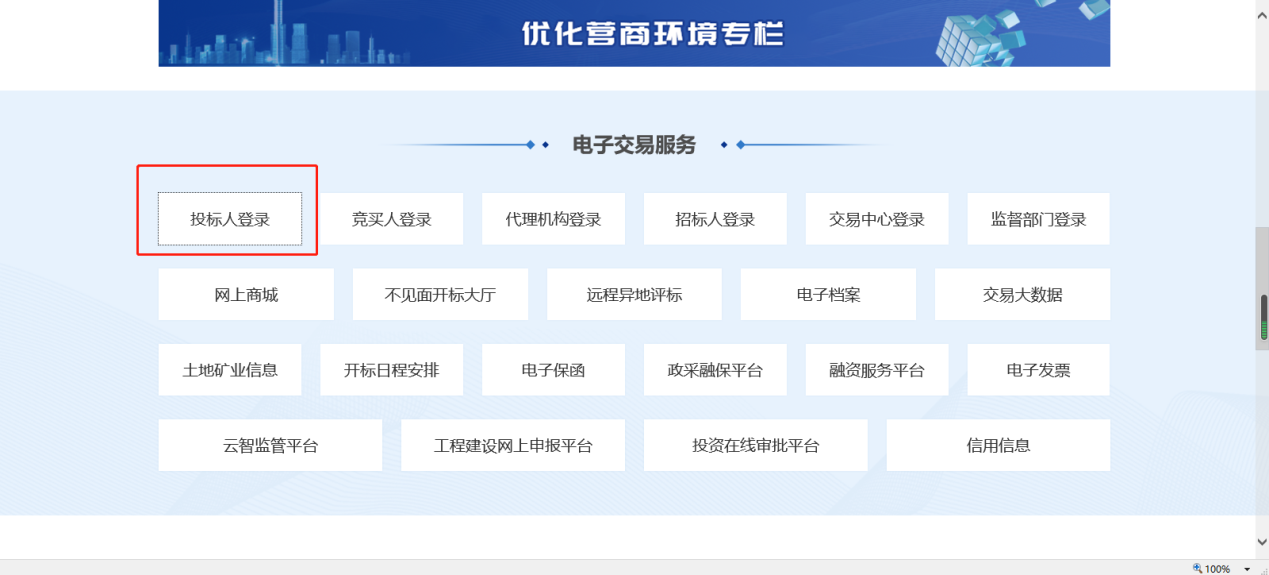 优化营商环境专栏
电子交易服务
投标人登录 竞买人登录 代理机构登录 招标人登录 交易中心登录 监督部门登录
网上商城 不见面开标大厅 远程异地评标 电子档案 交易大数据
土地矿业信息 开标日程安排 电子保函 政采融保平台 融资服务平台 电子发票
云智监管平台 工程建设网上申报平台 投资在线审批平台 信用信息
100%